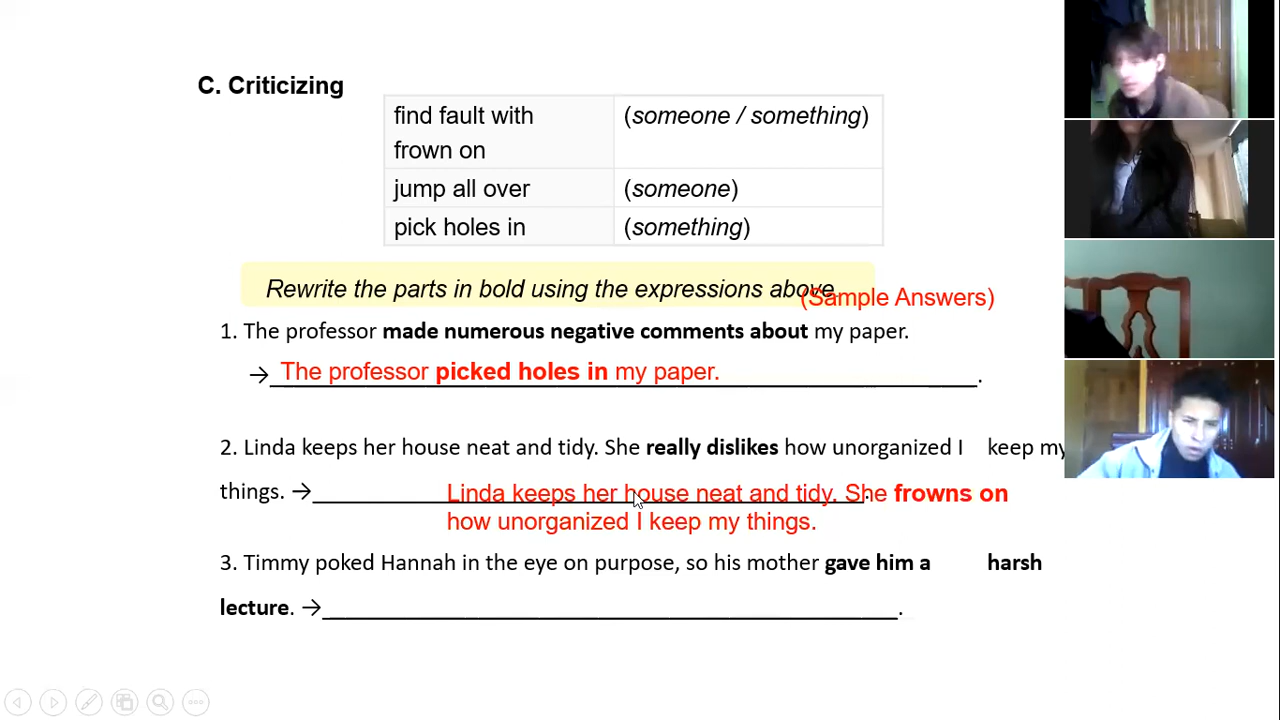 C. Criticizing
find fault with (someone / something)
frown on
jump all over (someone)
pick holes in (something)
Rewrite the parts in bold using the expressions above.
(Sample Answers)
1. The professor made numerous negative comments about my paper.
→ The professor picked holes in my paper. .
2. Linda keeps her house neat and tidy. She really dislikes how unorganized I keep my
things. → Linda keeps her house neat and tidy. She frowns on
how unorganized I keep my things.
3. Timmy poked Hannah in the eye on purpose, so his mother gave him a harsh
lecture. → .